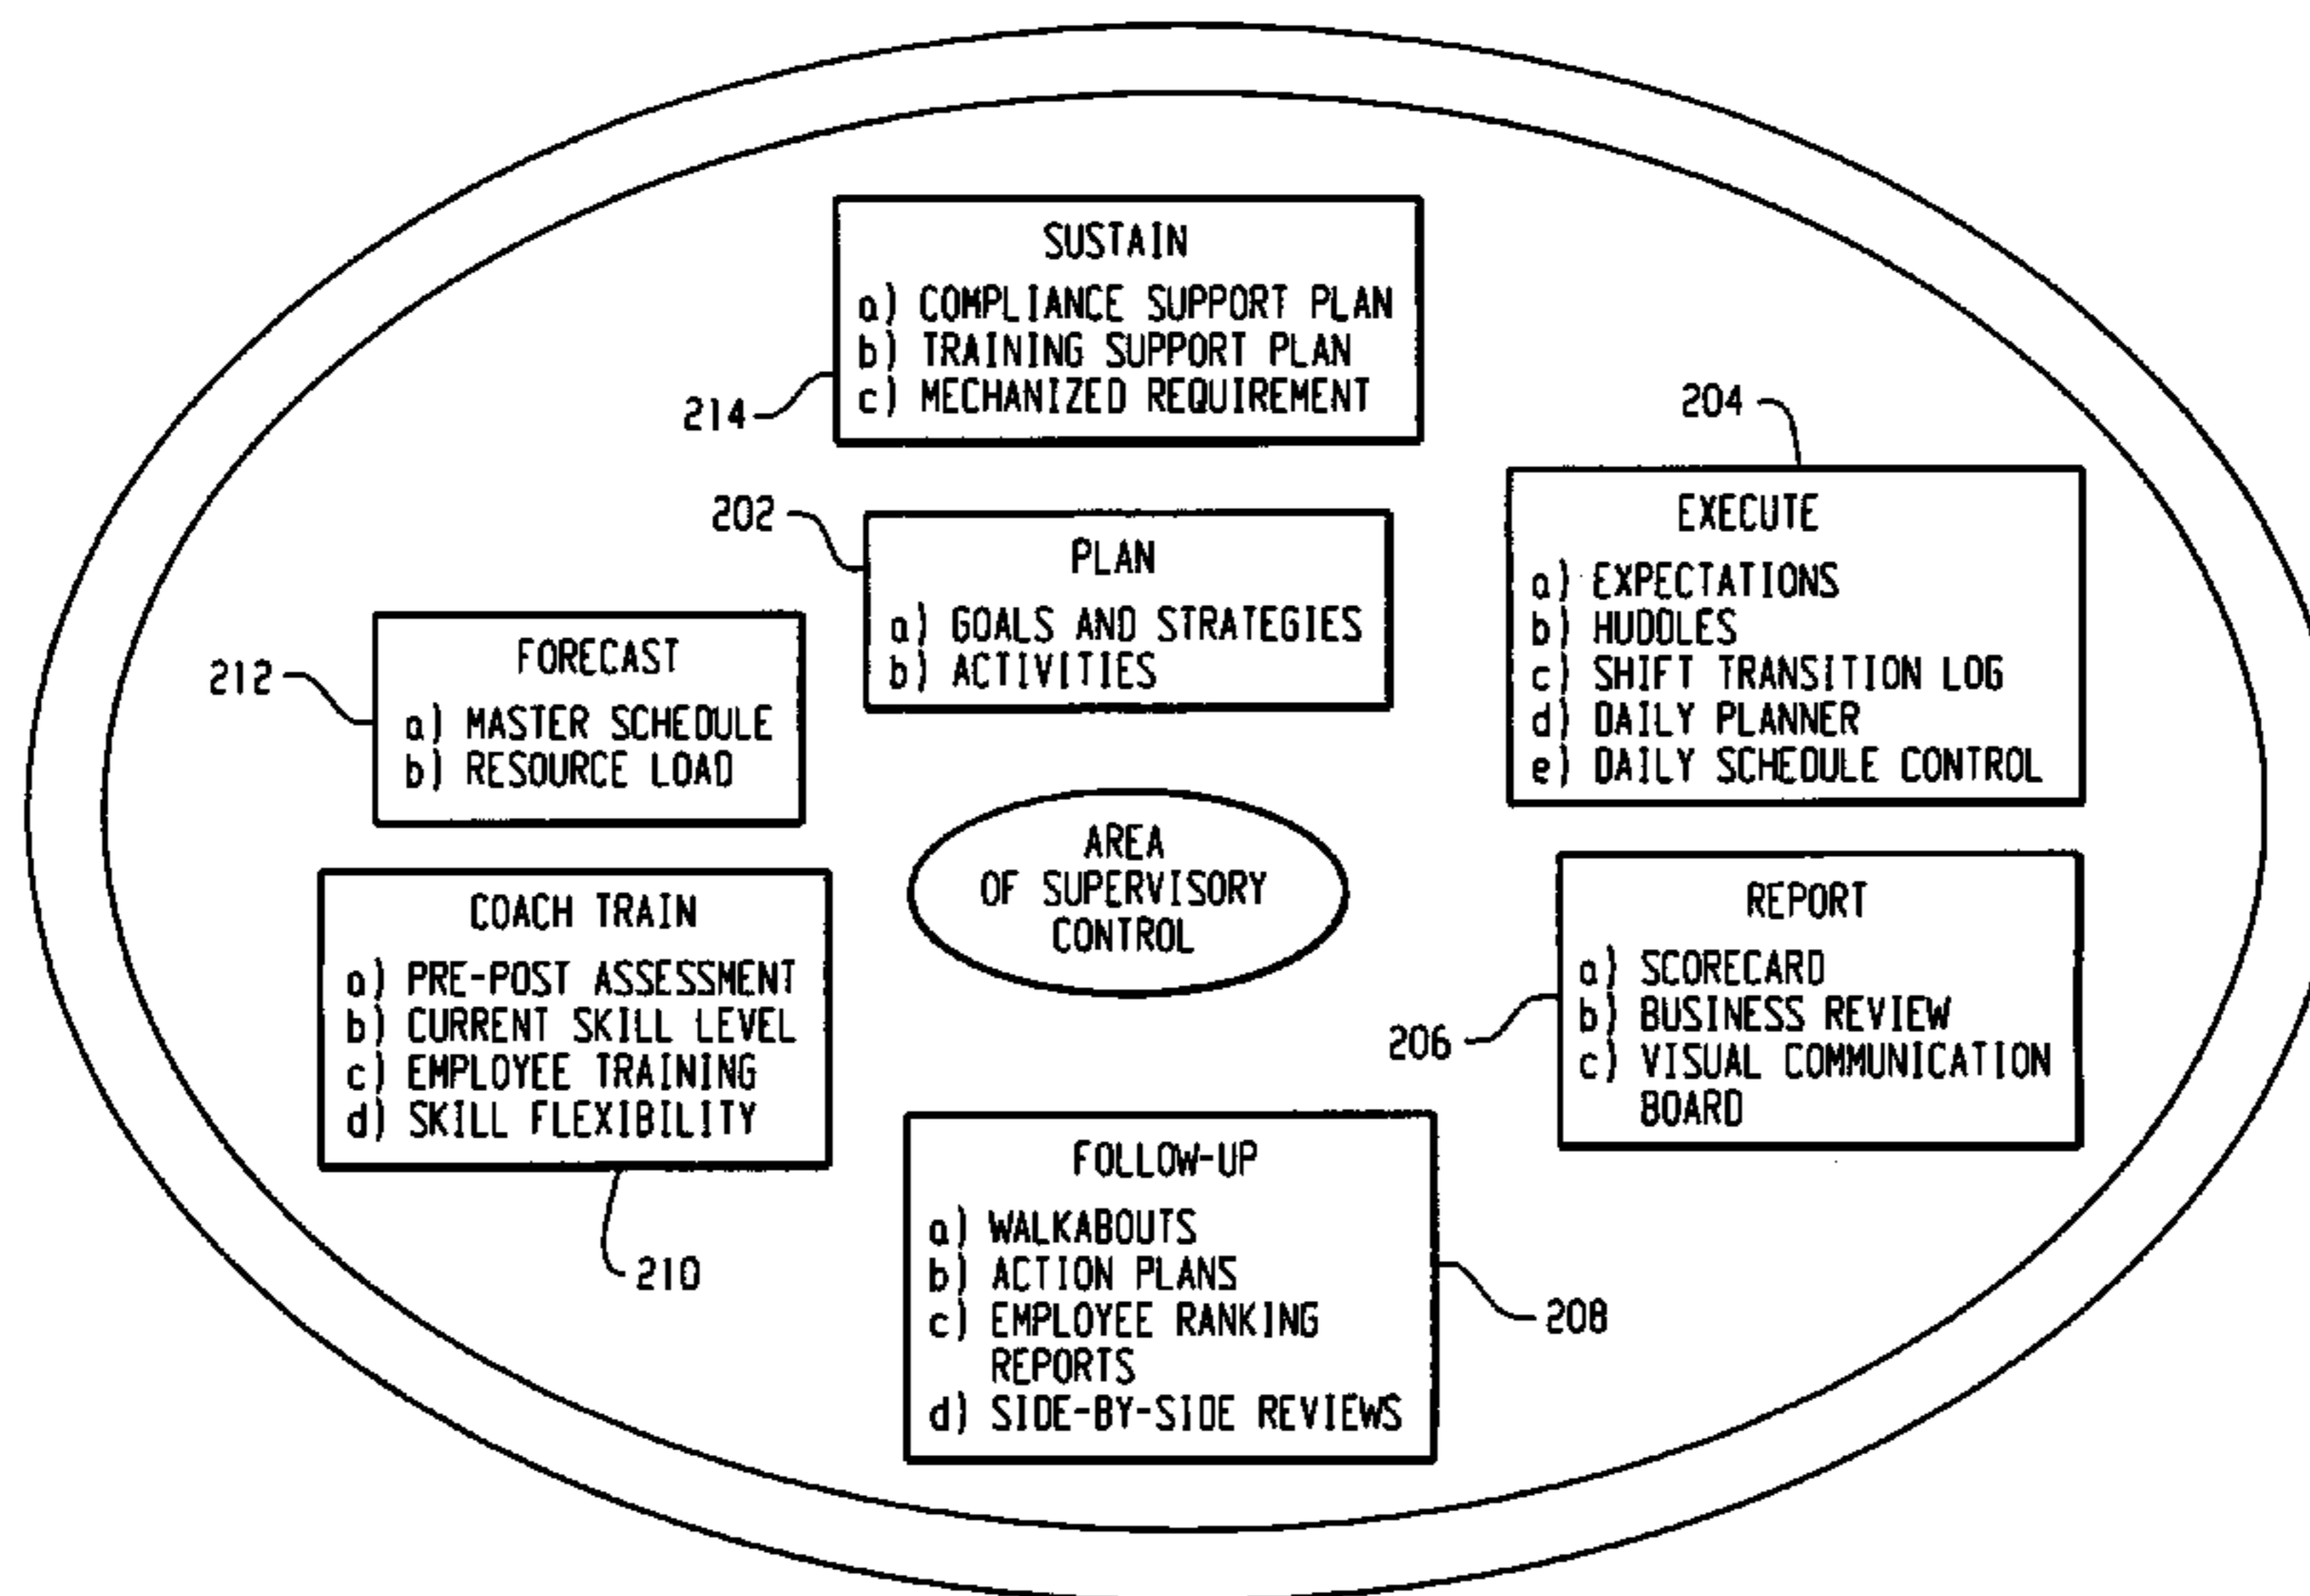 SUSTAIN
a) COMPLIANCE SUPPORT PLAN
b) TRAINING SUPPORT PLAN
c) MECHANIZED REQUIREMENT
214
204
202
PLAN
a) GOALS AND STRATEGIES
b) ACTIVITIES
EXECUTE
a) EXPECTATIONS
b) HUDDLES
c) SHIFT TRANSITION LOG
d) DAILY PLANNER
e) DAILY SCHEDULE CONTROL
212
FORECAST
a) MASTER SCHEDULE
b) RESOURCE LOAD
AREA
OF SUPERVISORY
CONTROL
COACH TRAIN
a) PRE-POST ASSESSMENT
b) CURRENT SKILL LEVEL
c) EMPLOYEE TRAINING
d) SKILL FLEXIBILITY
210
REPORT
a) SCORECARD
b) BUSINESS REVIEW
c) VISUAL COMMUNICATION
BOARD
206
FOLLOW-UP
a) WALKABOUTS
b) ACTION PLANS
c) EMPLOYEE RANKING
REPORTS
d) SIDE-BY-SIDE REVIEWS
208